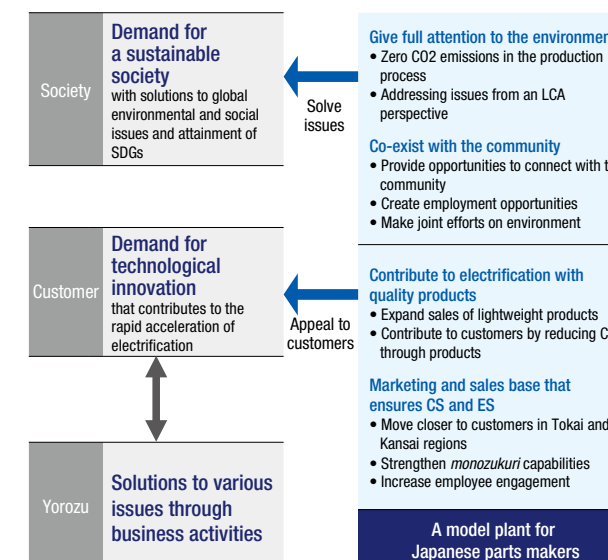 Society
Demand for
a sustainable
society
with solutions to global
environmental and social
issues and attainment of
SDGs
Solve
issues
Give full attention to the
• Zero CO2 emissions in the production
process
• Addressing issues from an LCA
perspective
Co-exist with the community
• Provide opportunities to connect with
community
• Create employment opportunities
• Make joint efforts on environment
Customer
Demand for
technological
innovation
that contributes to the
rapid acceleration of
electrification
Appeal to
customers
Contribute to electrification with
quality products
• Expand sales of lightweight products
• Contribute to customers by reducing
through products
Marketing and sales base that
ensures CS and ES
• Move closer to customers in Tokai and
Kansai regions
• Strengthen monozukuri capabilities
• Increase employee engagement
Yorozu
Solutions to various
issues through
business activities
A model plant for
Japanese parts makers